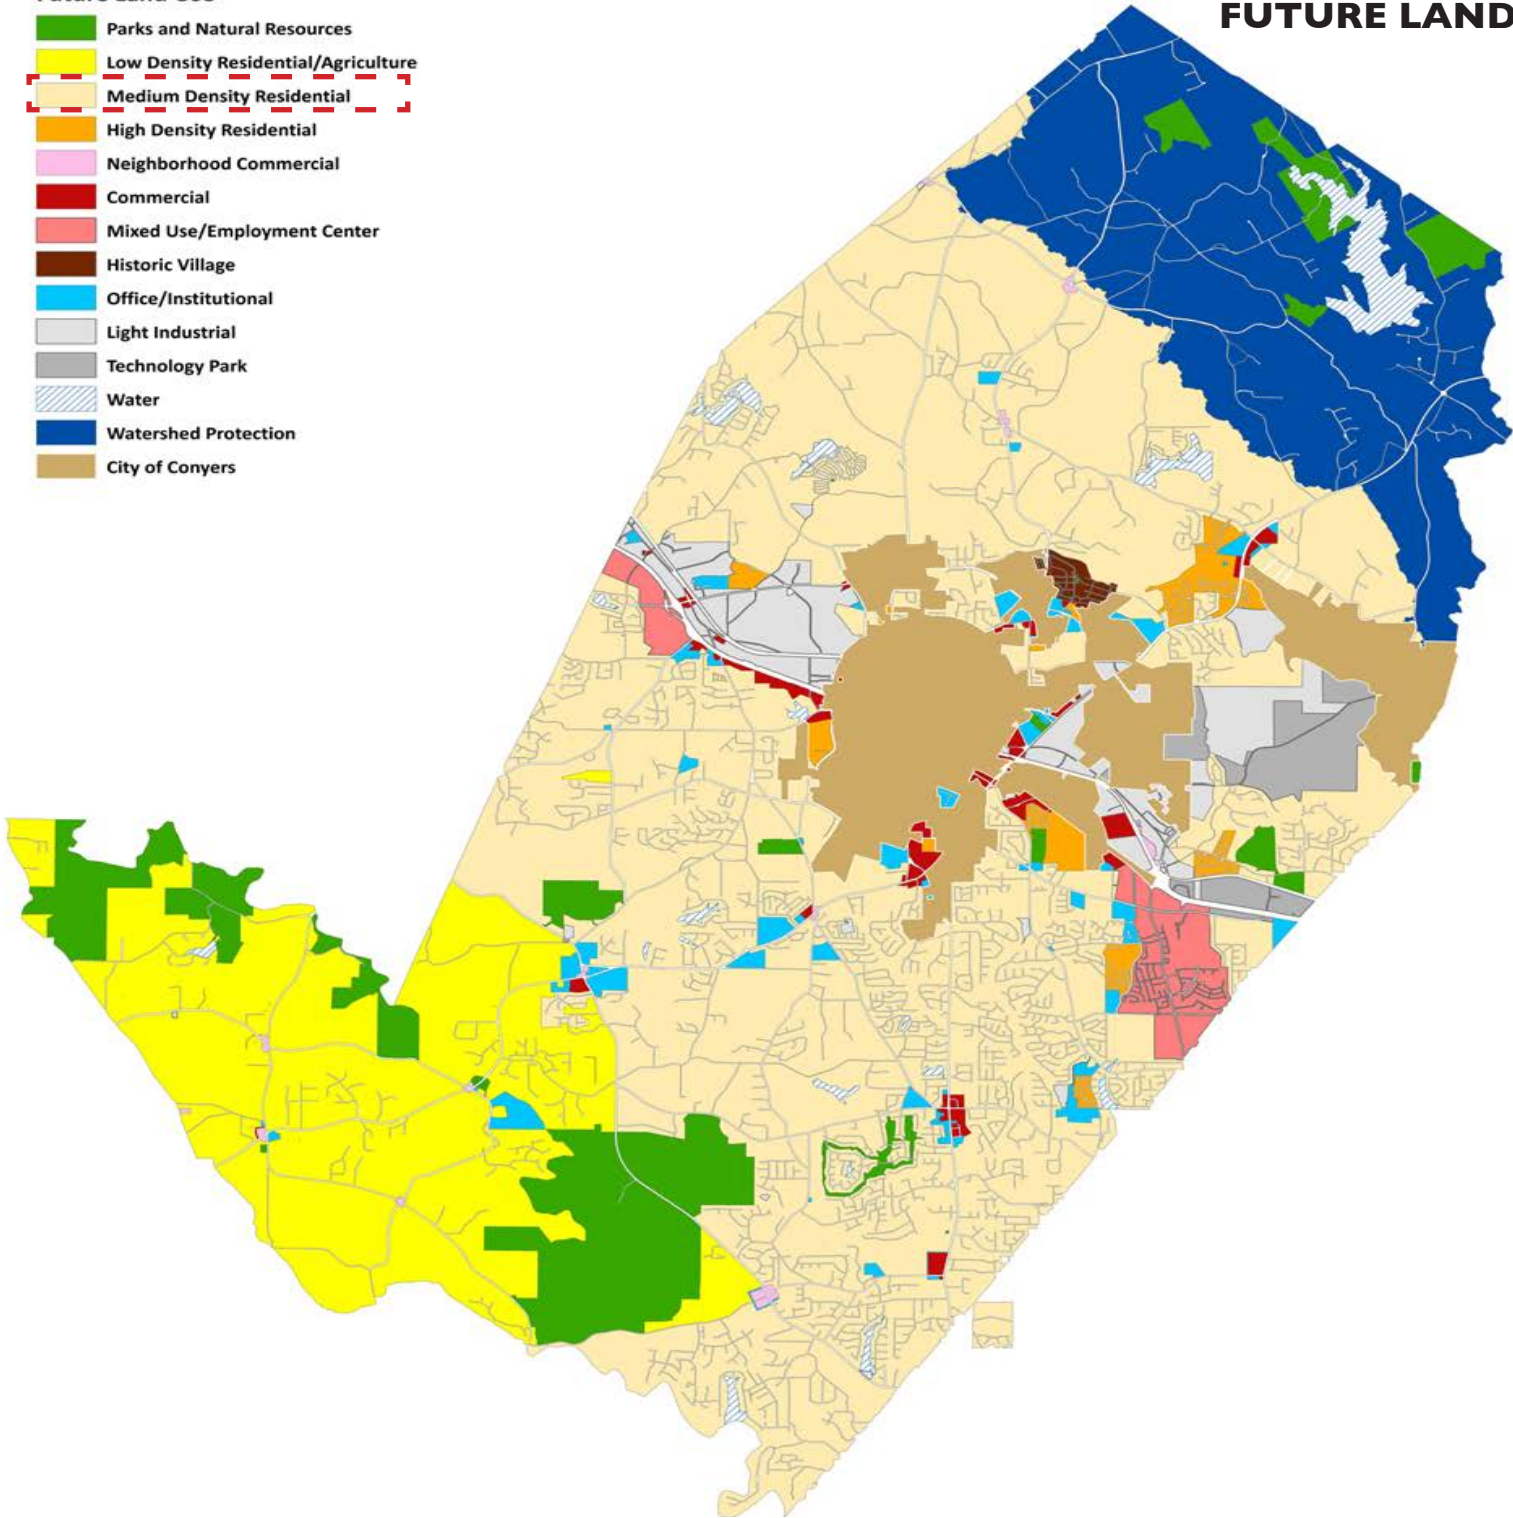 FUTURE LAND
Parks and Natural Resources
Low Density Residential/Agriculture
Medium Density Residential
High Density Residential
Neighborhood Commercial
Commercial
Mixed Use/Employment Center
Historic Village
Office/Institutional
Light Industrial
Technology Park
Water
Watershed Protection
City of Conyers